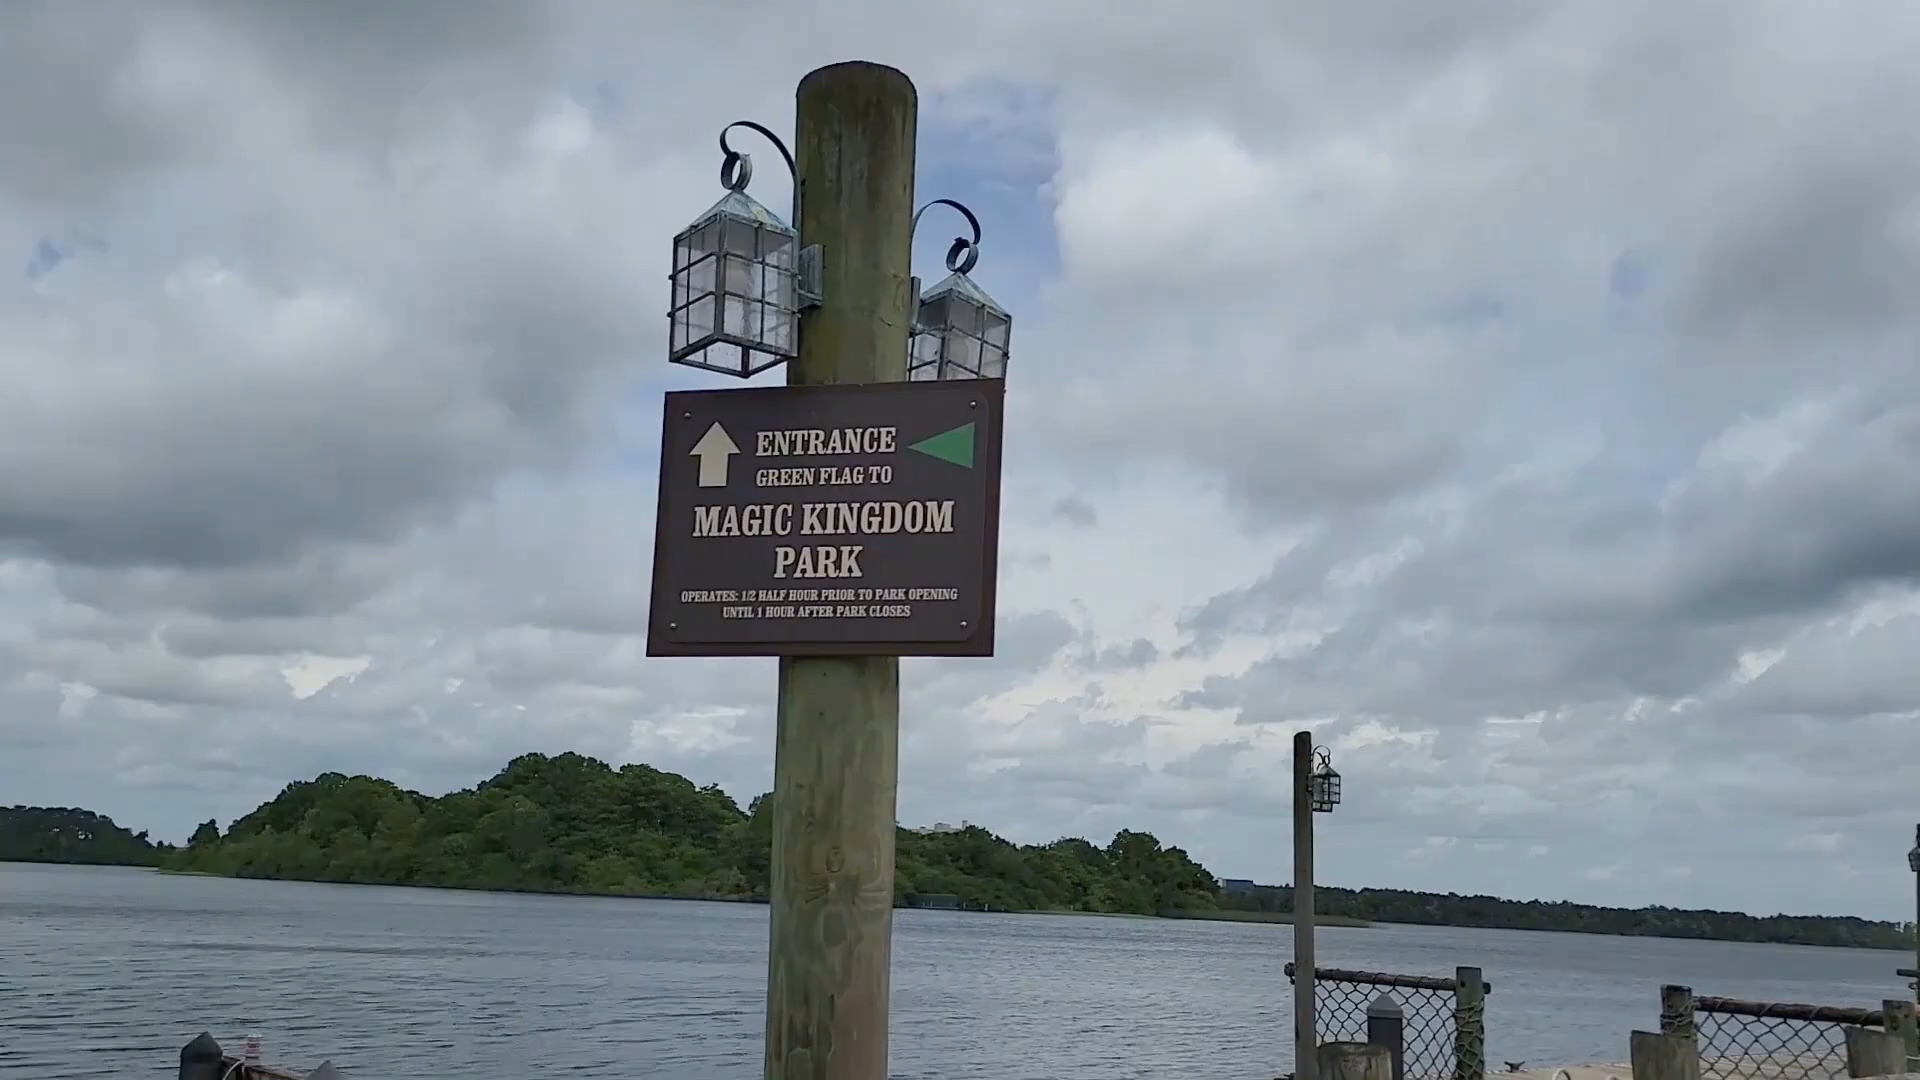 ENTRANCE
GREEN FLAG TO
MAGIC KINGDOM
PARK
OPERATES: 1/2 HALF HOUR PRIOR TO PARK OPENING
UNTIL 1 HOUR AFTER PARK CLOSES